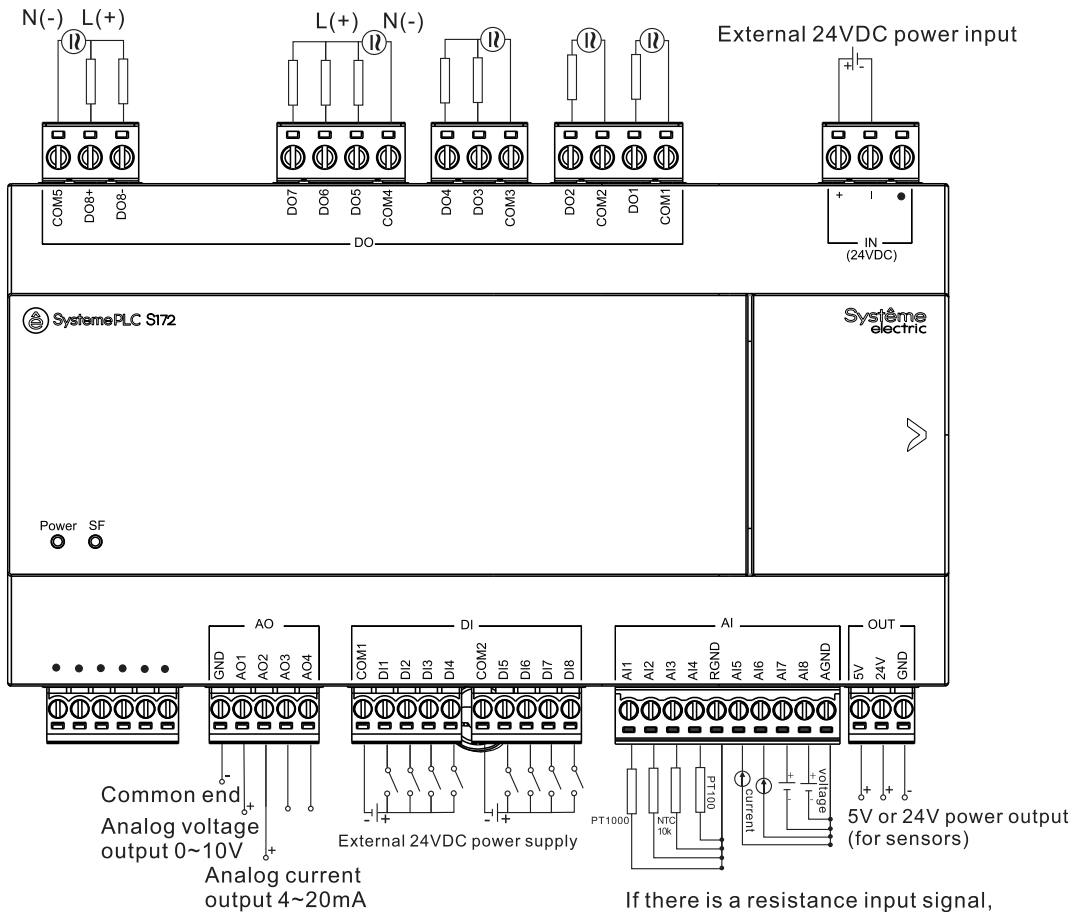 N(-) L(+)
L(+) N(-)
External 24VDC power input
+ -
COM5 DO8+ DO8-
DO7 DO6 DO5 COM4
DO4 DO3 COM3
DO2 COM2 DO1 COM1
+ I
DO
IN
(24VDC)
SystemePLC S172
Système
electric
Power SF
AO
DI
AI
OUT
GND AO1 AO2 AO3 AO4
COM1 DI1 DI2 DI3 DI4
COM2 DI5 DI6 DI7 DI8
AI1 AI2 AI3 AI4 RGND AI5 AI6 AI7 AI8 AGND
5V 24V GND
-
Common end
+
Analog voltage
output 0~10V
+
Analog current
output 4~20mA
- +
- +
External 24VDC power supply
PT1000
NTC
10k
PT100
current
+ -
+ -
voltage
+ + -
5V or 24V power output
(for sensors)
If there is a resistance input signal,